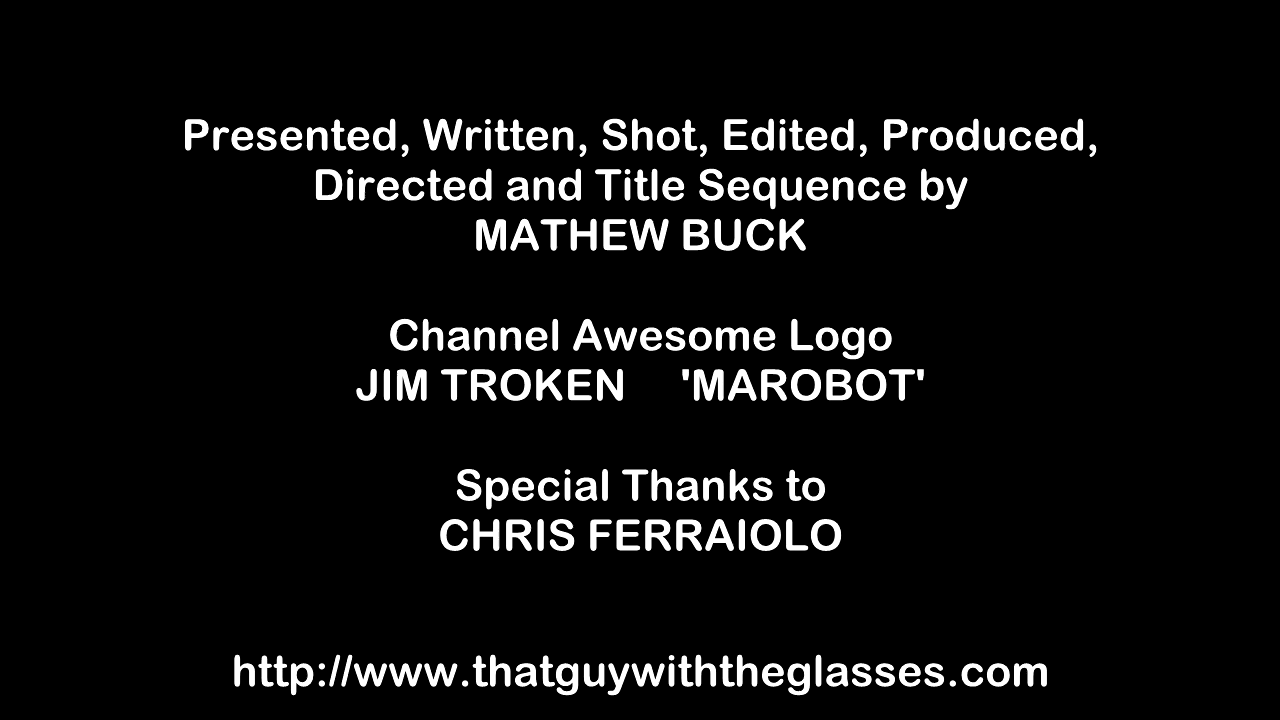 Presented, Written, Shot, Edited, Produced,
Directed and Title Sequence by
MATHEW BUCK
Channel Awesome Logo
JIM TROKEN 'MAROBOT'
Special Thanks to
CHRIS FERRAIOLO
http://www.thatguywiththeglasses.com